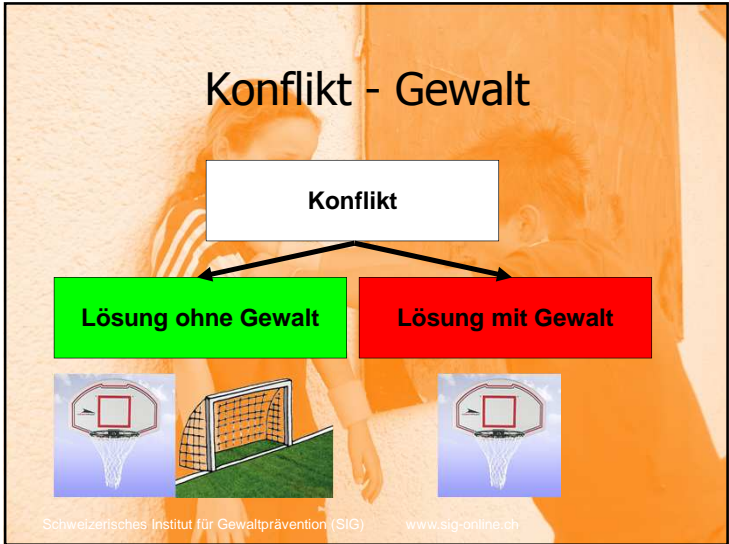 Konflikt - Gewalt
Konflikt
Lösung ohne Gewalt
Lösung mit Gewalt
Schweizerisches Institut für Gewaltprävention (SIG) www.sig-online.ch